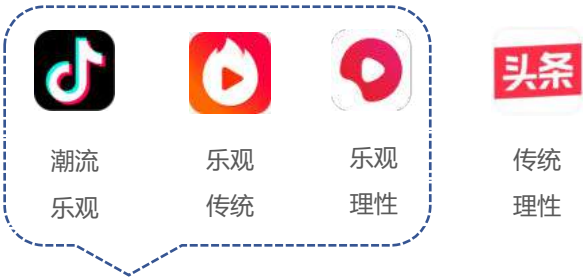 头条
潮流 乐观 乐观 传统
乐观 传统 理性 理性